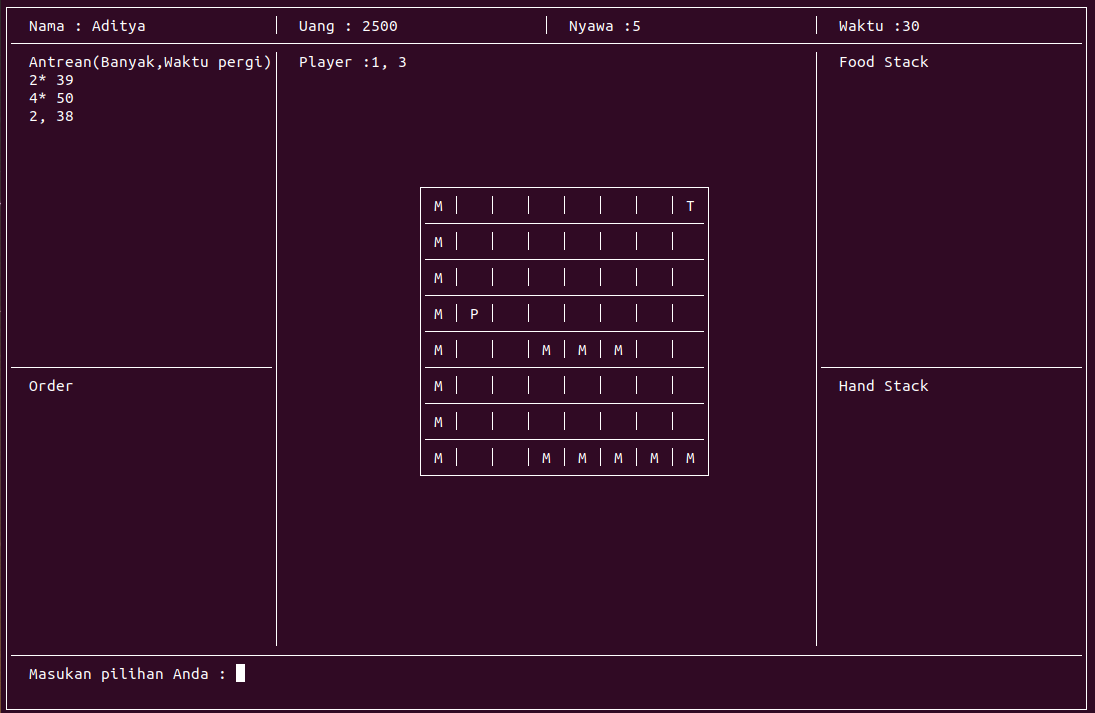 Nama : Aditya Uang : 2500 Nyawa :5 Waktu :30
Antrean(Banyak,Waktu pergi)
2* 39
4* 50
2, 38
Player :1, 3
Food Stack
M T
M
M
M P
M M M M
M
M
M M M M M M
Order
Hand Stack
Masukan pilihan Anda :